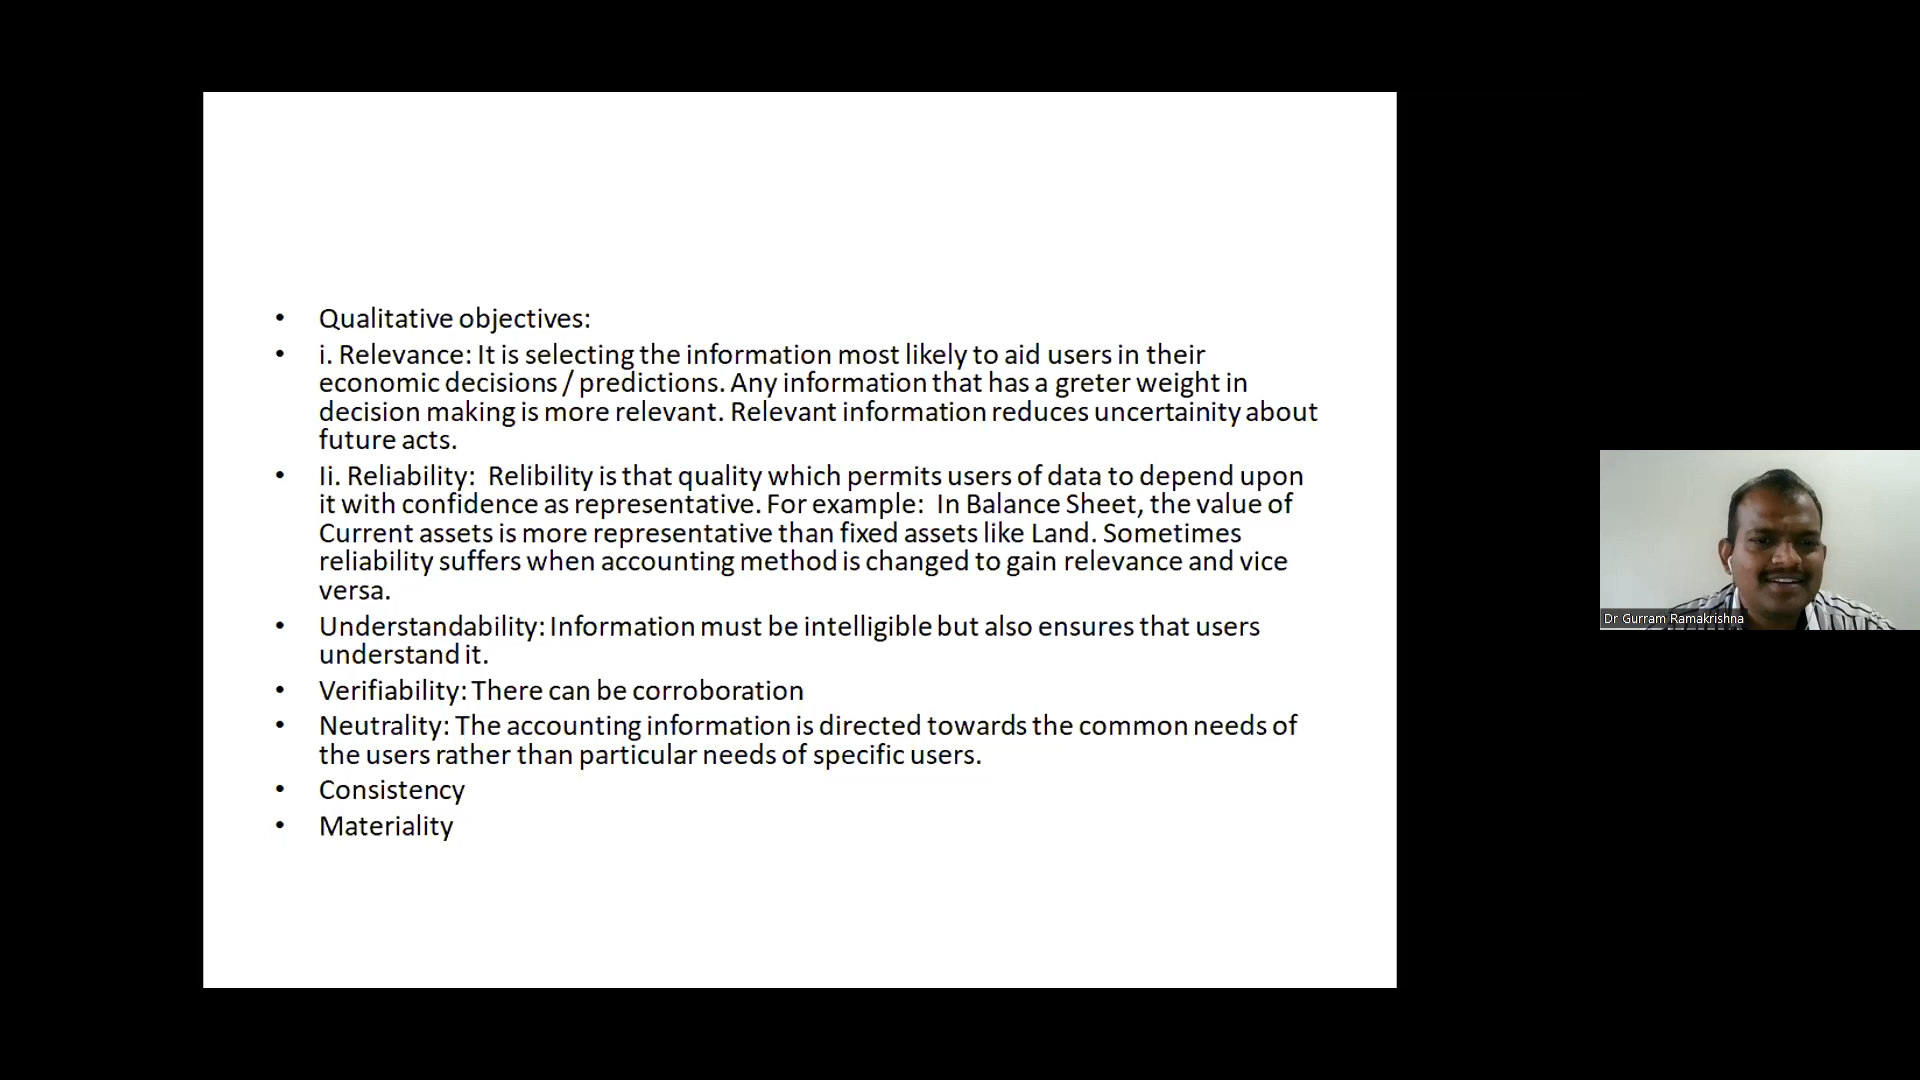 • Qualitative objectives:
• i. Relevance: It is selecting the information most likely to aid users in their
economic decisions / predictions. Any information that has a greter weight in
decision making is more relevant. Relevant information reduces uncertainity about
future acts.
• Ii. Reliability:  Relibility is that quality which permits users of data to depend upon
it with confidence as representative. For example:  In Balance Sheet, the value of
Current assets is more representative than fixed assets like Land. Sometimes
reliability suffers when accounting method is changed to gain relevance and vice
versa.
• Understandability: Information must be intelligible but also ensures that users
understand it.
• Verifiability: There can be corroboration
• Neutrality: The accounting information is directed towards the common needs of
the users rather than particular needs of specific users.
• Consistency
• Materiality
Dr Gurram Ramakrishna